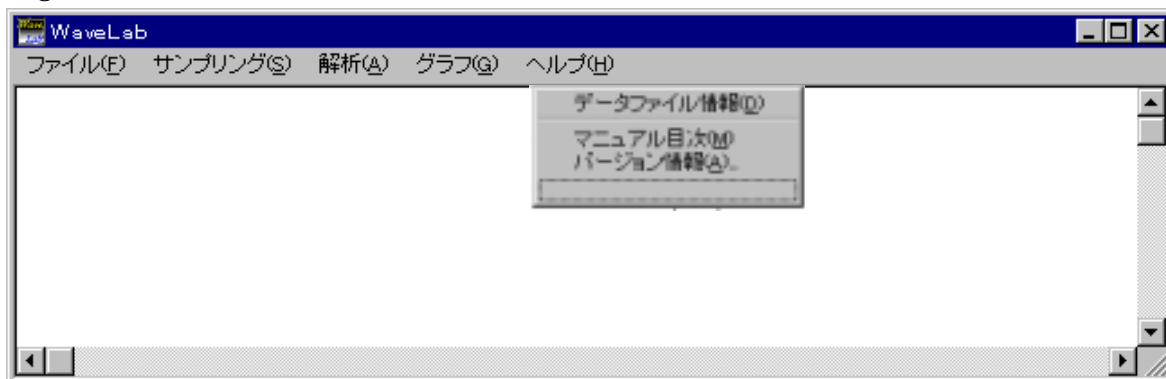 WaveLab
ファイル(F) サンプリング(S) 解析(A) グラフ(G) ヘルプ(H)
データファイル情報(D)
マニュアル目次(M)
バージョン情報(A)..